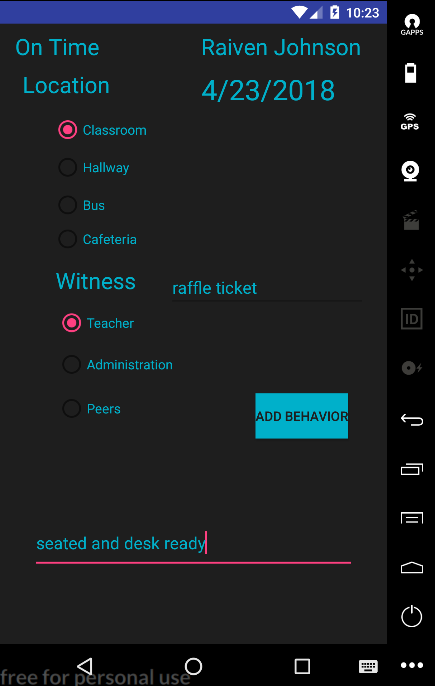 10:23
On Time
Raiven Johnson
Location
4/23/2018
Classroom
Hallway
Bus
Cafeteria
Witness
raffle ticket
Teacher
Administration
Peers
ADD BEHAVIOR
seated and desk ready
free for personal use
GAPPS
GPS
ID